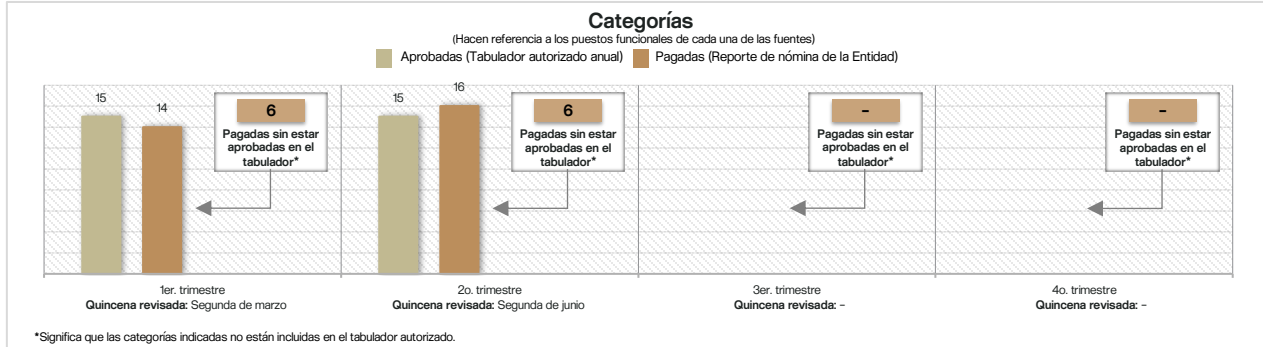 Categorías
(Hacen referencia a los puestos funcionales de cada una de las fuentes)
Aprobadas (Tabulador autorizado anual) Pagadas (Reporte de nómina de la Entidad)
15
14
6
Pagadas sin estar
aprobadas en el
tabulador*
15
16
6
Pagadas sin estar
aprobadas en el
tabulador*
-
Pagadas sin estar
aprobadas en el
tabulador*
-
Pagadas sin estar
aprobadas en el
tabulador*
1er. trimestre
Quincena revisada: Segunda de marzo
2o. trimestre
Quincena revisada: Segunda de junio
3er. trimestre
Quincena revisada: -
4o. trimestre
Quincena revisada: -
*Significa que las categorías indicadas no están incluidas en el tabulador autorizado.